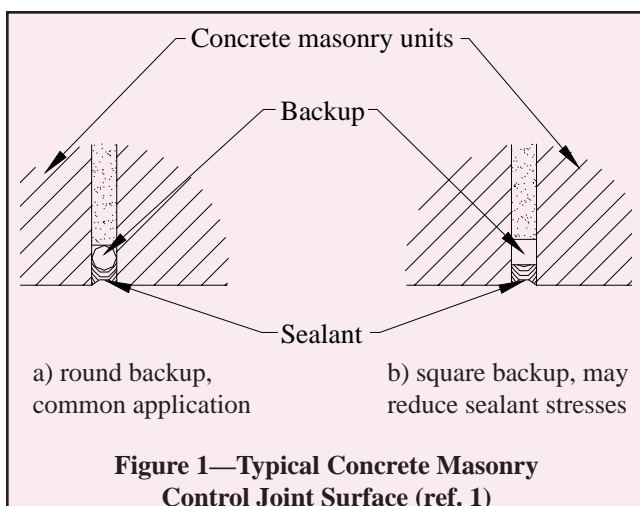 Concrete masonry units
Backup
Sealant
a) round backup,
common application
b) square backup, may
reduce sealant stresses
Figure 1—Typical Concrete Masonry
Control Joint Surface (ref. 1)